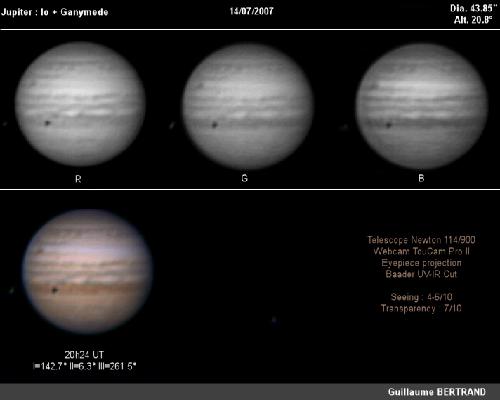 Jupiter : Io + Ganymede
14/07/2007
Dia. 43.85"
Alt. 20.8°
R
G
B
Telescope Newton 114/900
Webcam TouCam Pro II
Eyepiece projection
Baader UV-IR Cut
Seeing : 4-5/10
Transparency : 7/10
20h24 UT
I=142.7° II=6.3° III=261.5°
Guillaume BERTRAND